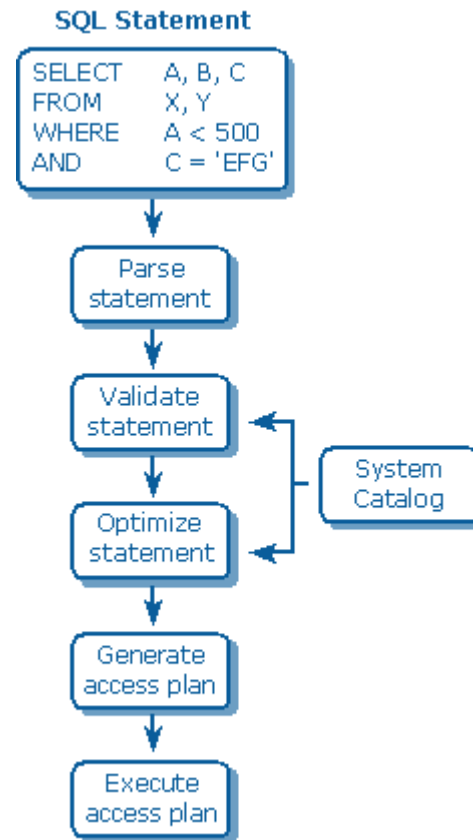 SQL Statement
SELECT A, B, C
FROM X, Y
WHERE A < 500
AND C = 'EFG'
Parse
statement
Validate
statement
System
Catalog
Optimize
statement
Generate
access plan
Execute
access plan